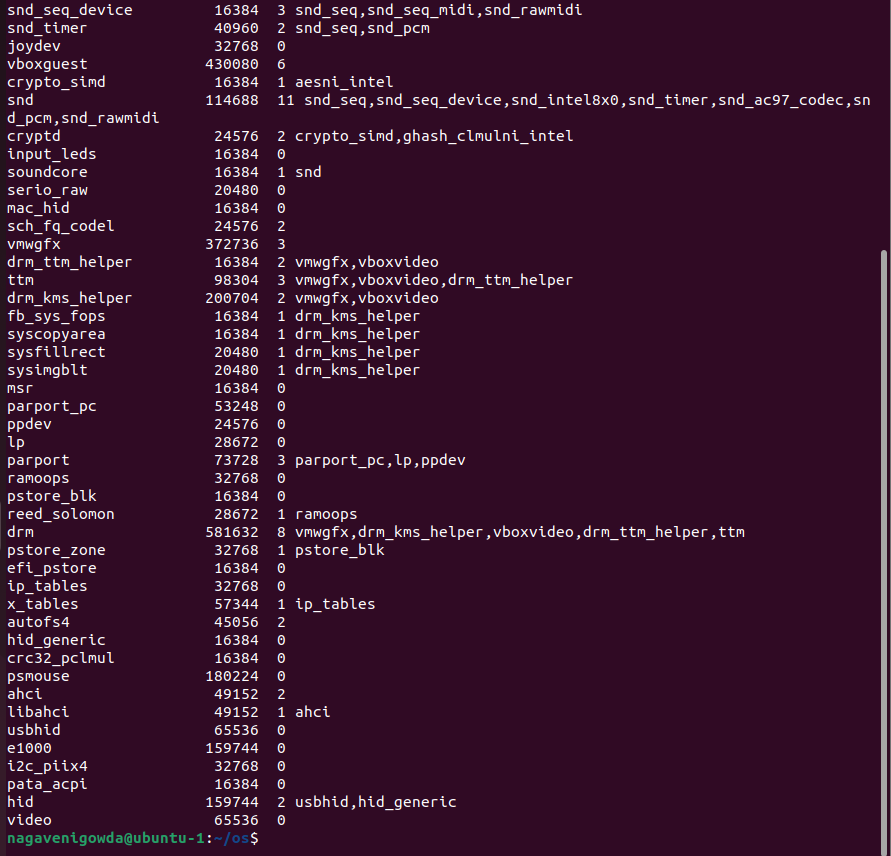 snd_seq_device         16384  3 snd_seq,snd_seq_midi,snd_rawmidi
snd_timer              40960  2 snd_seq,snd_pcm
joydev                 32768  0
vboxguest             430080  6
crypto_simd            16384  1 aesni_intel
snd                   114688  11 snd_seq,snd_seq_device,snd_intel8x0,snd_timer,snd_ac97_codec,sn
d_pcm,snd_rawmidi
cryptd                 24576  2 crypto_simd,ghash_clmulni_intel
input_leds             16384  0
soundcore              16384  1 snd
serio_raw              20480  0
mac_hid                16384  0
sch_fq_codel           24576  2
vmwgfx                372736  3
drm_ttm_helper         16384  2 vmwgfx,vboxvideo
ttm                    98304  3 vmwgfx,vboxvideo,drm_ttm_helper
drm_kms_helper        200704  2 vmwgfx,vboxvideo
fb_sys_fops            16384  1 drm_kms_helper
syscopyarea            16384  1 drm_kms_helper
sysfillrect            20480  1 drm_kms_helper
sysimgblt              20480  1 drm_kms_helper
msr                    16384  0
parport_pc             53248  0
ppdev                  24576  0
lp                     28672  0
parport                73728  3 parport_pc,lp,ppdev
ramoops                32768  0
pstore_blk             16384  0
reed_solomon           28672  1 ramoops
drm                   581632  8 vmwgfx,drm_kms_helper,vboxvideo,drm_ttm_helper,ttm
pstore_zone            32768  1 pstore_blk
efi_pstore             16384  0
ip_tables              32768  0
x_tables               57344  1 ip_tables
autofs4                45056  2
hid_generic            16384  0
crc32_pclmul           16384  0
psmouse               180224  0
ahci                   49152  2
libahci                49152  1 ahci
usbhid                 65536  0
e1000                 159744  0
i2c_piix4              32768  0
pata_acpi              16384  0
hid                   159744  2 usbhid,hid_generic
video                  65536  0
nagavenigowda@ubuntu-1:~/os$